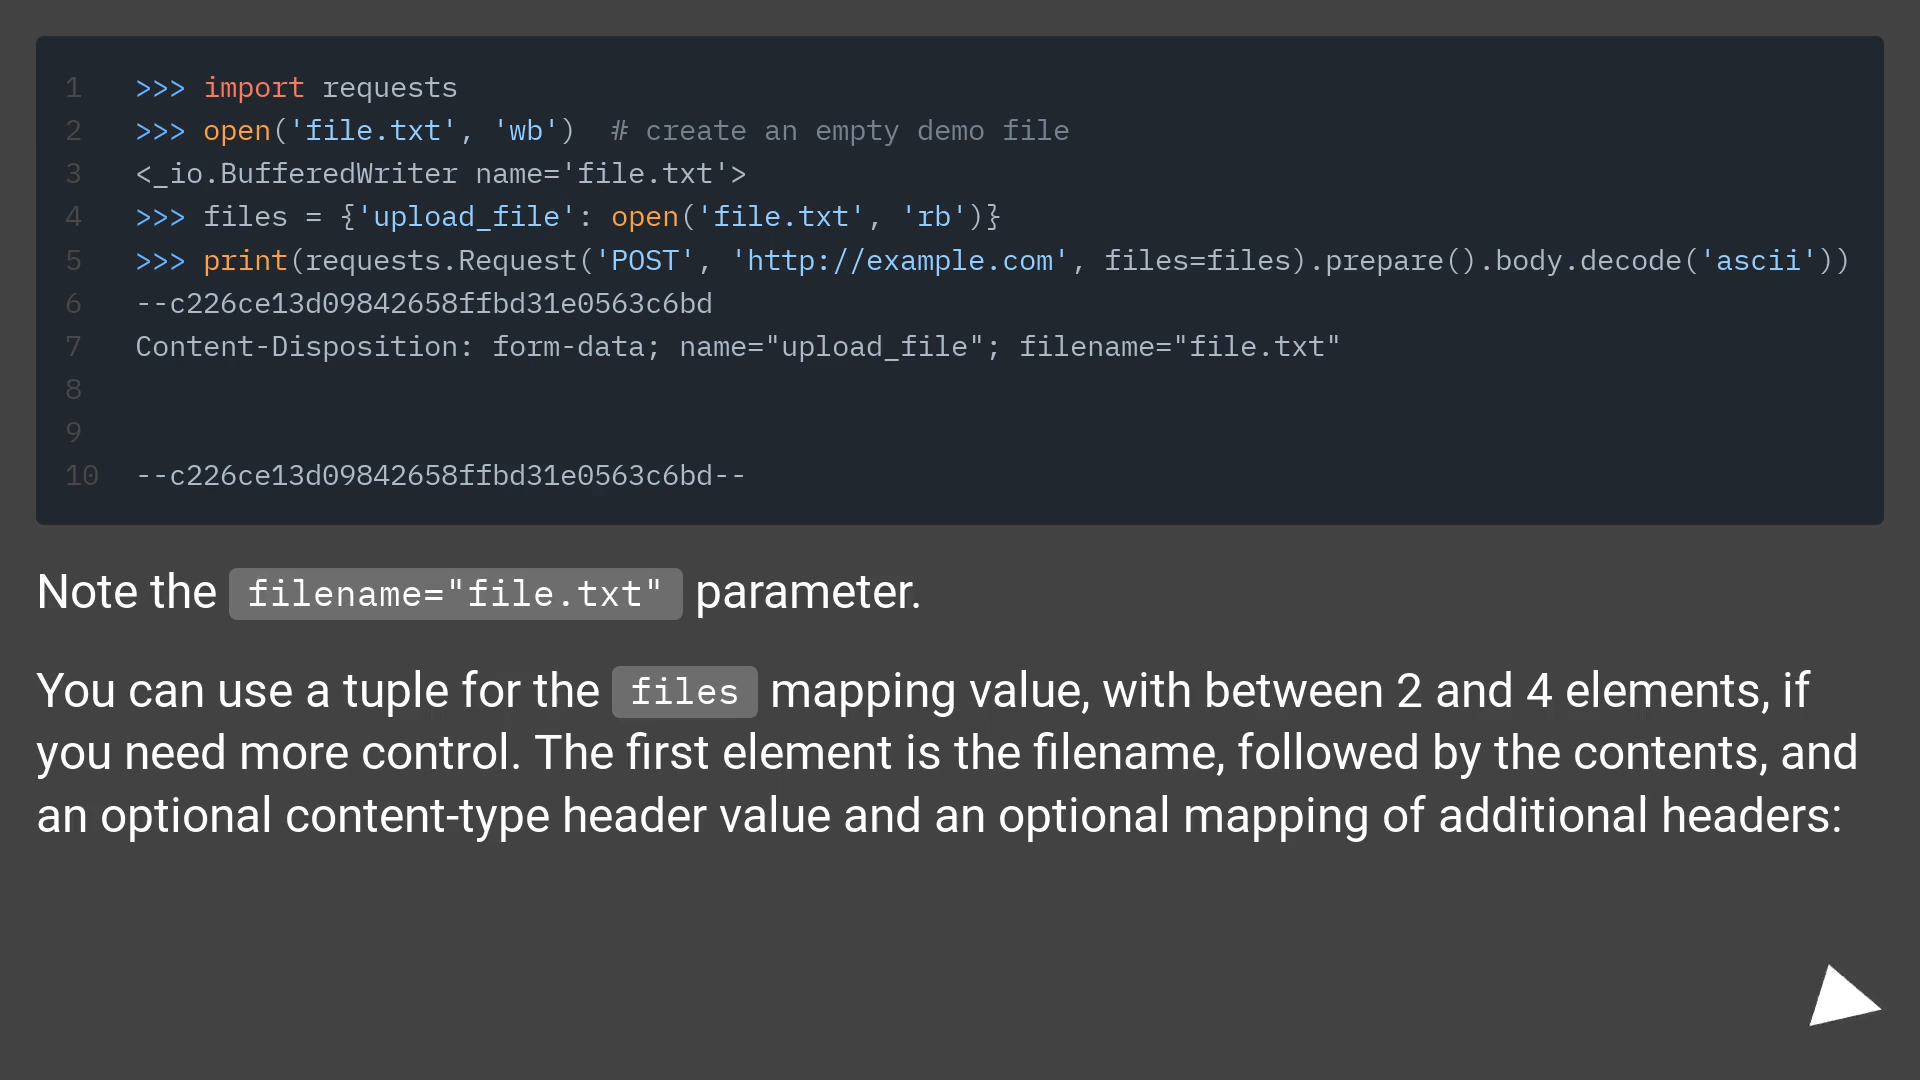 1 >>> import requests
2 >>> open('file.txt', 'wb')  # create an empty demo file
3 <_io.BufferedWriter name='file.txt'>
4 >>> files = {'upload_file': open('file.txt', 'rb')}
5 >>> print(requests.Request('POST', 'http://example.com', files=files).prepare().body.decode('ascii'))
6 --c226ce13d09842658ffbd31e0563c6bd
7 Content-Disposition: form-data; name="upload_file"; filename="file.txt"
8
9
10 --c226ce13d09842658ffbd31e0563c6bd--
Note the filename="file.txt" parameter.
You can use a tuple for the files mapping value, with between 2 and 4 elements, if
you need more control. The first element is the filename, followed by the contents, and
an optional content-type header value and an optional mapping of additional headers: